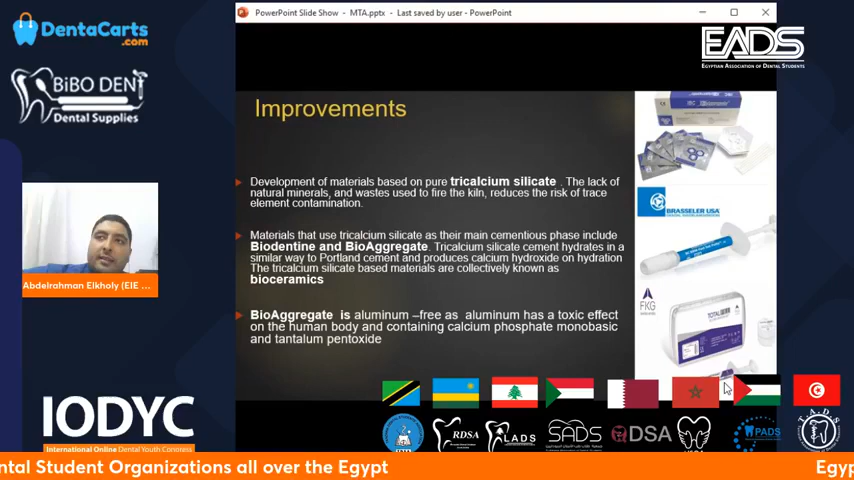 PowerPoint Slide Show - MTA.pptx - Last saved by user - PowerPoint
DentaCarts
.com
BiBO DENT
Dental Supplies
EADS
EGYPTIAN ASSOCIATION OF DENTAL STUDENTS
Improvements
Development of materials based on pure tricalcium silicate . The lack of
natural minerals, and wastes used to fire the kiln, reduces the risk of trace
element contamination.
Materials that use tricalcium silicate as their main cementious phase include
Biodentine and BioAggregate. Tricalcium silicate cement hydrates in a
similar way to Portland cement and produces calcium hydroxide on hydration
The tricalcium silicate based materials are collectively known as
bioceramics
BioAggregate is aluminum –free as aluminum has a toxic effect
on the human body and containing calcium phosphate monobasic
and tantalum pentoxide
BRASSELER USA
FKG
Abdelrahman Elkholy (EIE ...
IODYC
International Online Dental Youth Congress
RDSA
LADS
SADS
QDSA
PADS
TADS
ntal Student Organizations all over the Egypt
Egyp